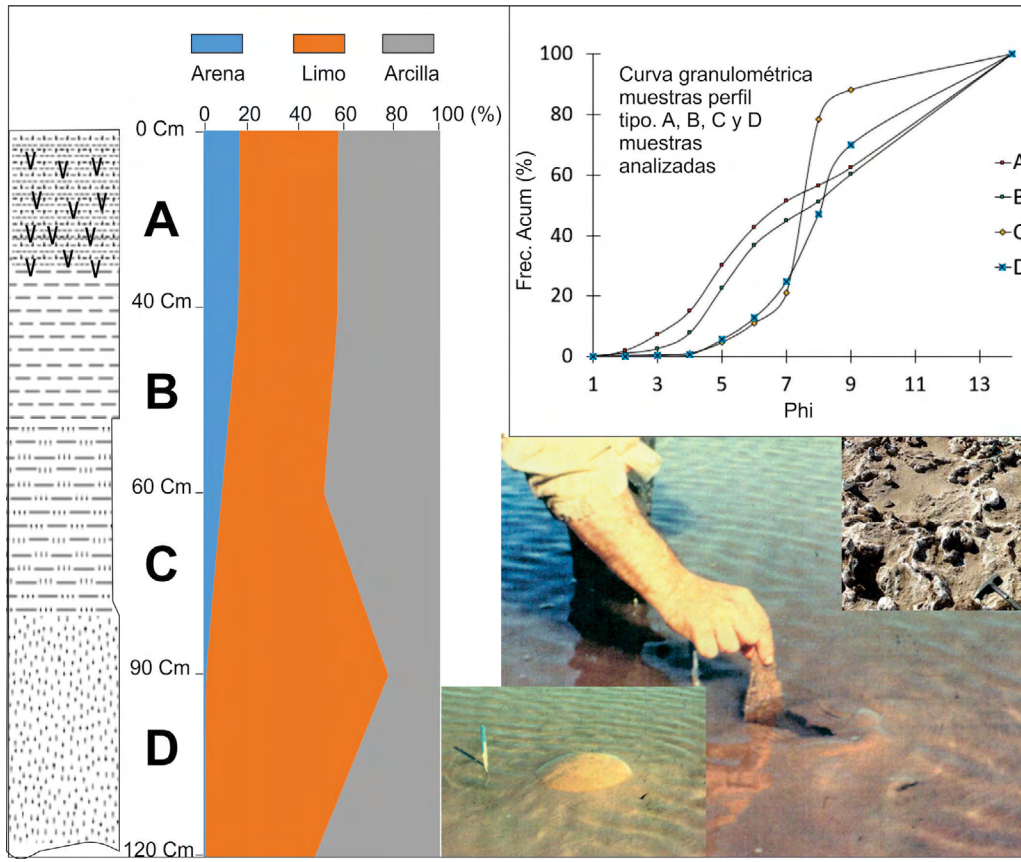 Arena Limo Arcilla
0 20 40 60 80 100 (%)
0 Cm
A
40 Cm
B
60 Cm
C
90 Cm
D
120 Cm
Curva granulométrica
muestras perfil
tipo. A, B, C y D
muestras
analizadas
Frec. Acum (%)
100
80
60
40
20
0
1 3 5 7 9 11 13
Phi
A
B
C
D